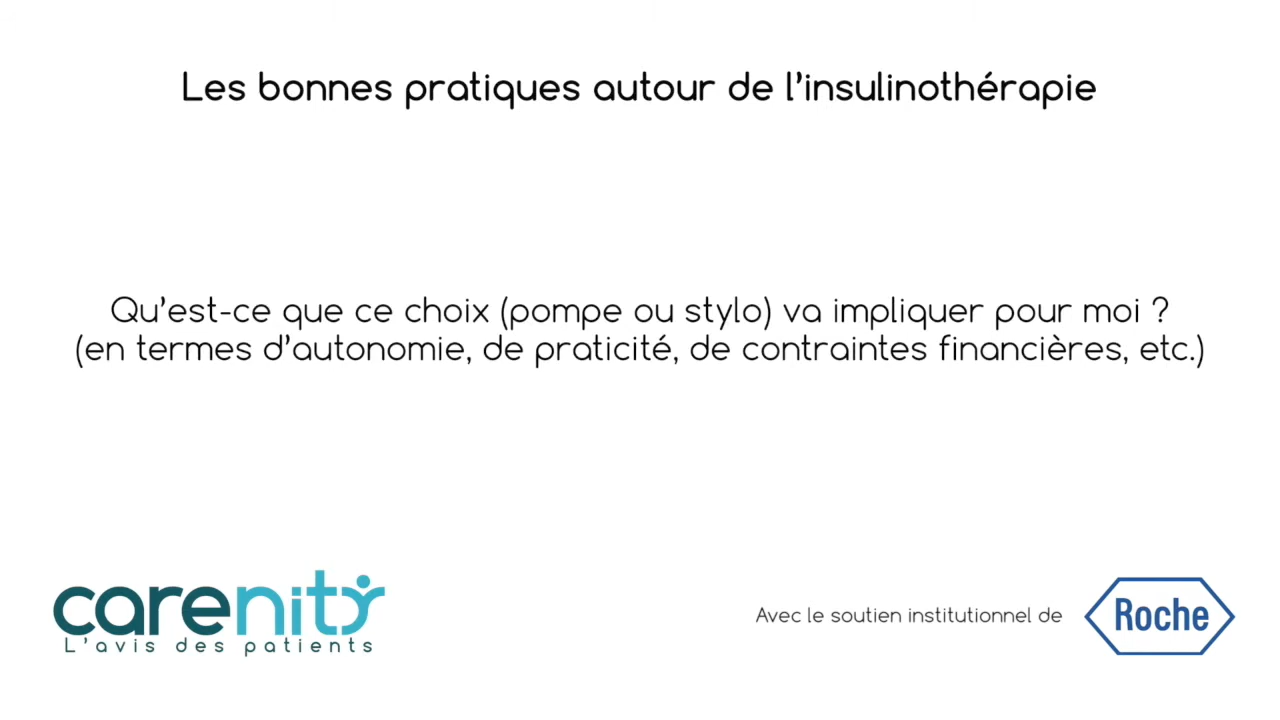 Les bonnes pratiques autour de l'insulinothérapie
Qu'est-ce que ce choix (pompe ou stylo) va impliquer pour moi ?
(en termes d'autonomie, de praticité, de contraintes financières, etc.)
carenity
L'avis des patients
Avec le soutien institutionnel de
Roche